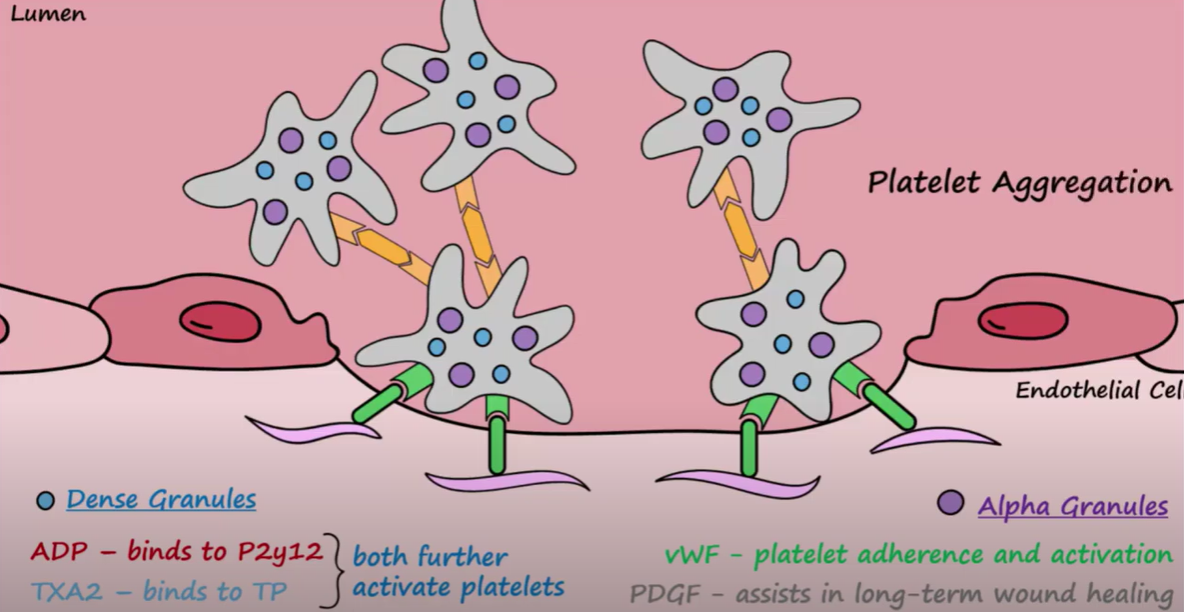 Lumen
Platelet Aggregation
Endothelial Cel
Dense Granules
ADP – binds to P2y12
TXA2 – binds to TP
both further
activate platelets
Alpha Granules
vWF - platelet adherence and activation
PDGF - assists in long-term wound healing